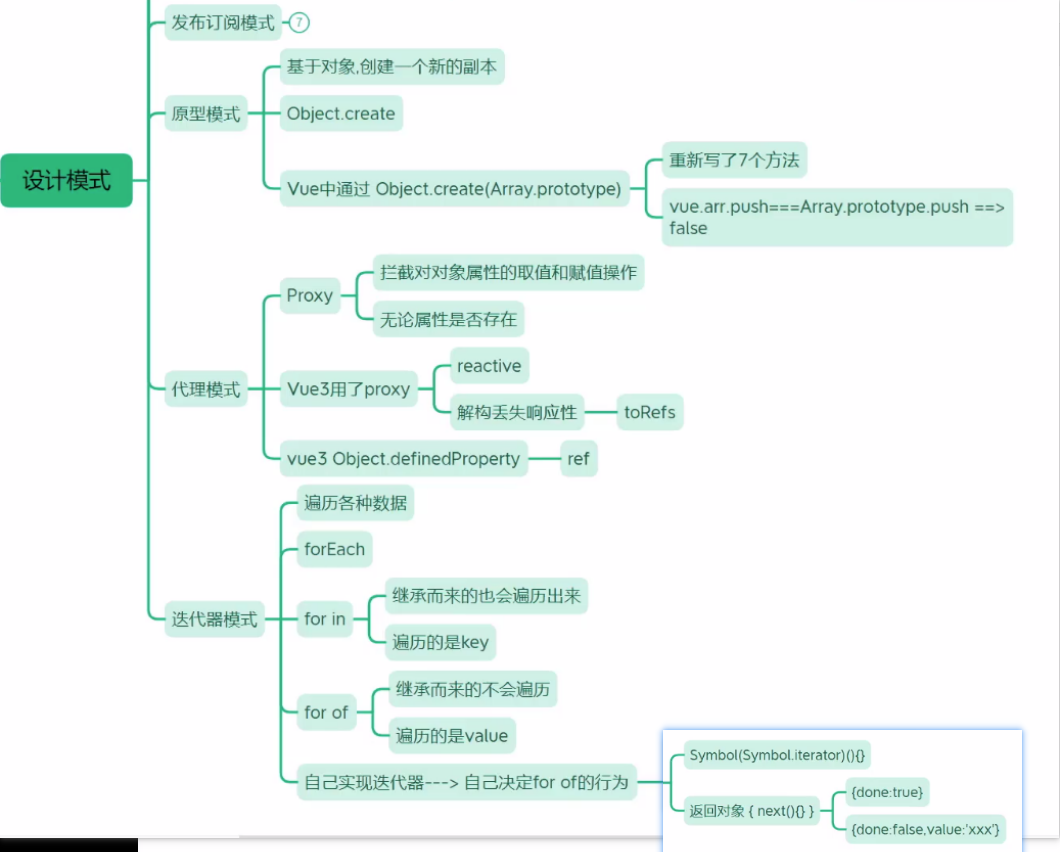 发布订阅模式
7
基于对象,创建一个新的副本
原型模式
Object.create
设计模式
Vue中通过 Object.create(Array.prototype)
重新写了7个方法
vue.arr.push===Array.prototype.push ==>
false
Proxy
拦截对对象属性的取值和赋值操作
无论属性是否存在
代理模式
Vue3用了proxy
reactive
解构丢失响应性
toRefs
vue3 Object.definedProperty
ref
遍历各种数据
forEach
迭代器模式
for in
继承而来的也会遍历出来
遍历的是key
for of
继承而来的不会遍历
遍历的是value
自己实现迭代器---> 自己决定for of的行为
Symbol(Symbol.iterator)(){}
返回对象 { next(){} }
{done:true}
{done:false,value:'xxx'}